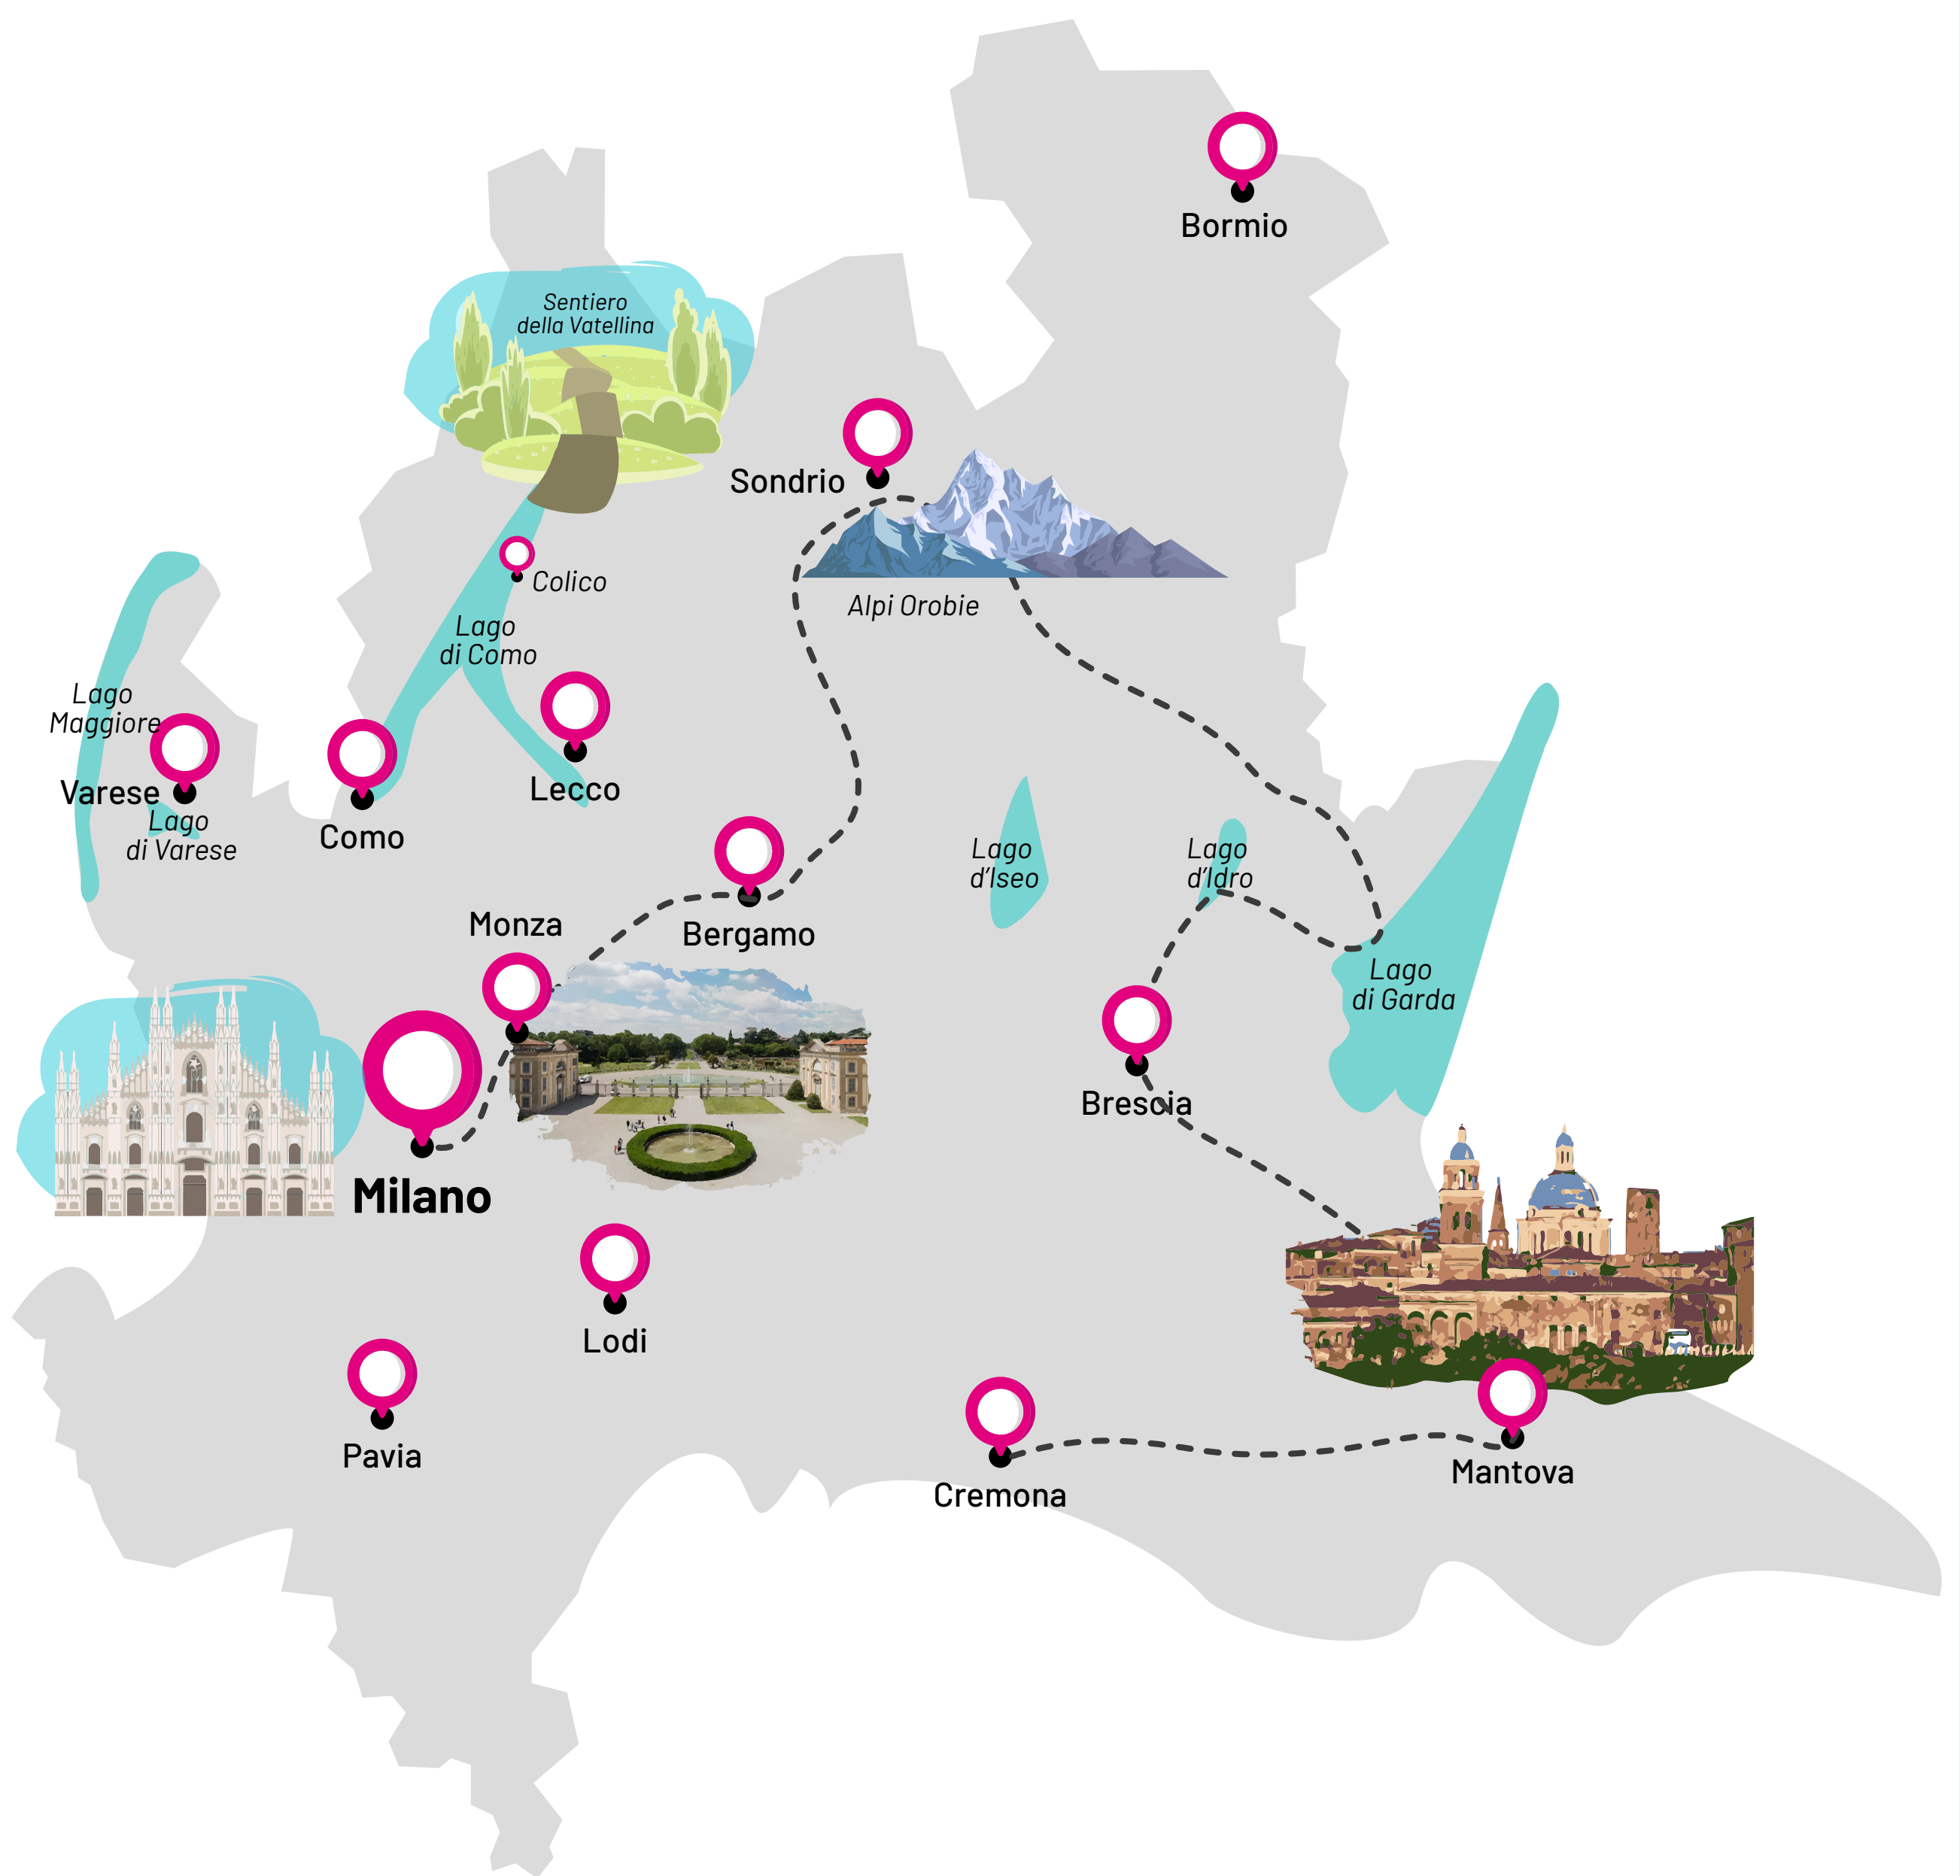 Bormio
Sentiero
della Vatellina
Sondrio
Colico
Alpi Orobie
Lago
di Como
Lago
Maggiore
Varese
Lago
di Varese
Como
Lecco
Lago
d'Iseo
Lago
d'Idro
Monza
Bergamo
Lago
di Garda
Brescia
Milano
Lodi
Pavia
Cremona
Mantova